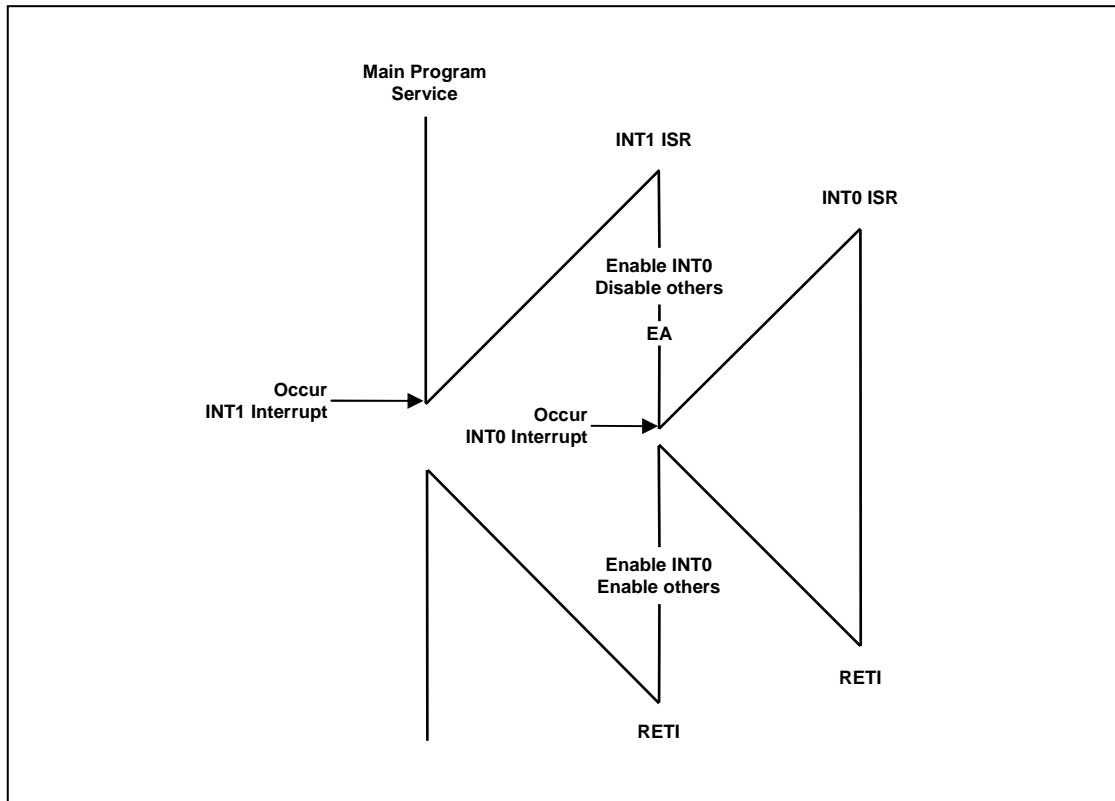 Main Program
Service
INT1 ISR
INT0 ISR
Enable INT0
Disable others
EA
Occur
INT1 Interrupt
Occur
INT0 Interrupt
Enable INT0
Enable others
RETI
RETI